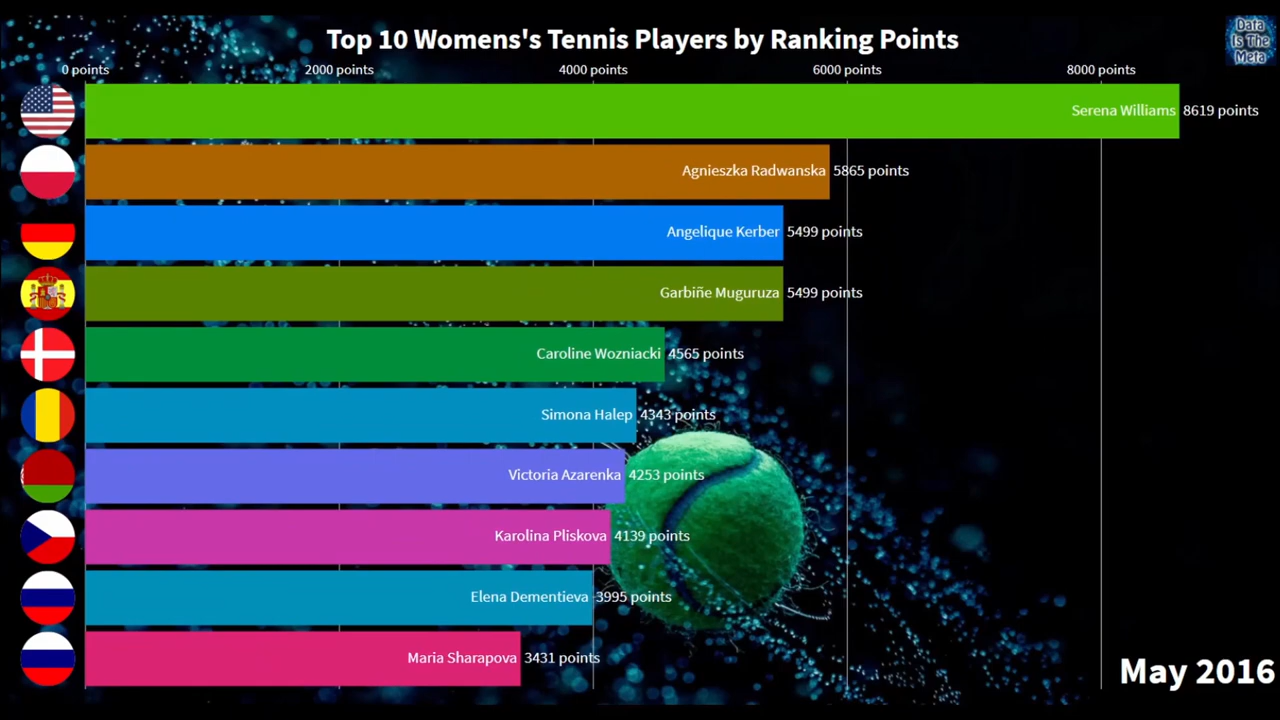 Top 10 Womens's Tennis Players by Ranking Points
Data Is The Meta
0 points 2000 points 4000 points 6000 points 8000 points
Serena Williams 8619 points
Agnieszka Radwanska 5865 points
Angelique Kerber 5499 points
Garbiñe Muguruza 5499 points
Caroline Wozniacki 4565 points
Simona Halep 4343 points
Victoria Azarenka 4253 points
Karolina Pliskova 4139 points
Elena Dementieva 3995 points
Maria Sharapova 3431 points
May 2016